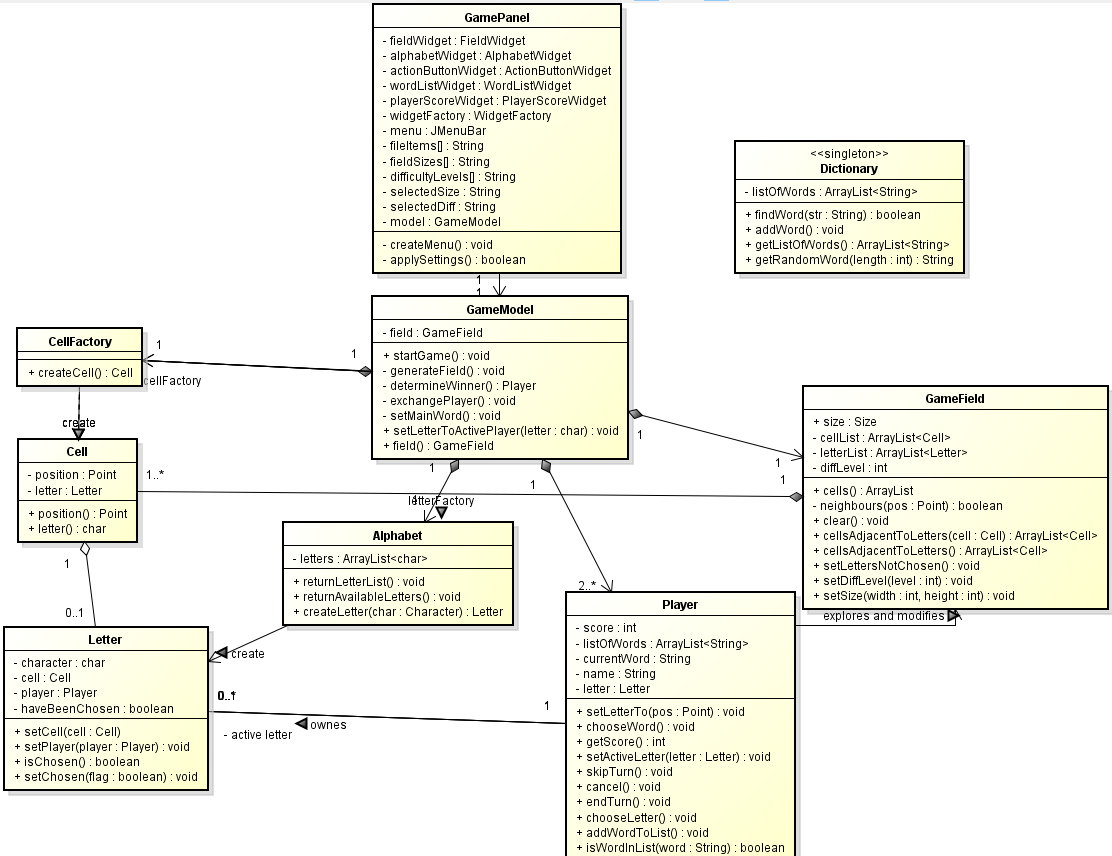 GamePanel
- fieldWidget : FieldWidget
- alphabetWidget : AlphabetWidget
- actionButtonWidget : ActionButtonWidget
- wordListWidget : WordListWidget
- playerScoreWidget : PlayerScoreWidget
- widgetFactory : WidgetFactory
- menu : JMenuBar
- fileItems[] : String
- fieldSizes[] : String
- difficultyLevels[] : String
- selectedSize : String
- selectedDiff : String
- model : GameModel
- createMenu() : void
- applySettings() : boolean
<<singleton>>
Dictionary
- listOfWords : ArrayList<String>
+ findWord(str : String) : boolean
+ addWord() : void
+ getListOfWords() : ArrayList<String>
+ getRandomWord(length : int) : String
1
1
GameModel
- field : GameField
+ startGame() : void
- generateField() : void
- determineWinner() : Player
- exchangePlayer() : void
- setMainWord() : void
+ setLetterToActivePlayer(letter : char) : void
+ field() : GameField
CellFactory
+ createCell() : Cell
1
1
cellFactory
create
Cell
- position : Point
- letter : Letter
+ position() : Point
+ letter() : char
1..*
1
1
1
GameField
+ size : Size
- cellList : ArrayList<Cell>
- letterList : ArrayList<Letter>
- diffLevel : int
+ cells() : ArrayList
- neighbours(pos : Point) : boolean
+ clear() : void
+ cellsAdjacentToLetters(cell : Cell) : ArrayList<Cell>
+ cellsAdjacentToLetters() : ArrayList<Cell>
+ setLettersNotChosen() : void
+ setDiffLevel(level : int) : void
+ setSize(width : int, height : int) : void
1
1
1
letterFactory
Alphabet
- letters : ArrayList<char>
+ returnLetterList() : void
+ returnAvailableLetters() : void
+ createLetter(char : Character) : Letter
1
0..1
2..*
explores and modifies
create
Letter
- character : char
- cell : Cell
- player : Player
- haveBeenChosen : boolean
+ setCell(cell : Cell)
+ setPlayer(player : Player) : void
+ isChosen() : boolean
+ setChosen(flag : boolean) : void
0..*
1
ownes
- active letter
Player
- score : int
- listOfWords : ArrayList<String>
- currentWord : String
- name : String
- letter : Letter
+ setLetterTo(pos : Point) : void
+ chooseWord() : void
+ getScore() : int
+ setActiveLetter(letter : Letter) : void
+ skipTurn() : void
+ cancel() : void
+ endTurn() : void
+ chooseLetter() : void
+ addWordToList() : void
+ isWordInList(word : String) : boolean